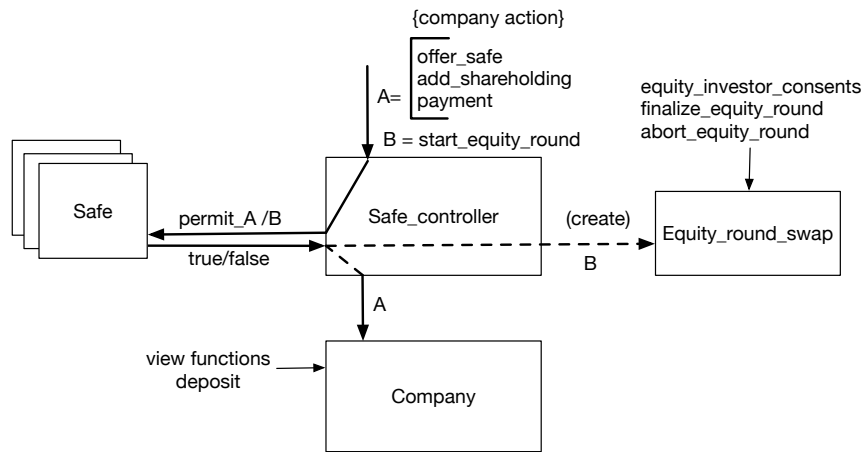 {company action}
offer_safe
add_shareholding
A=
payment
B = start_equity_round
equity_investor_consents
finalize_equity_round
abort_equity_round
Safe
permit_A /B
true/false
Safe_controller
(create)
B
Equity_round_swap
A
view functions
deposit
Company